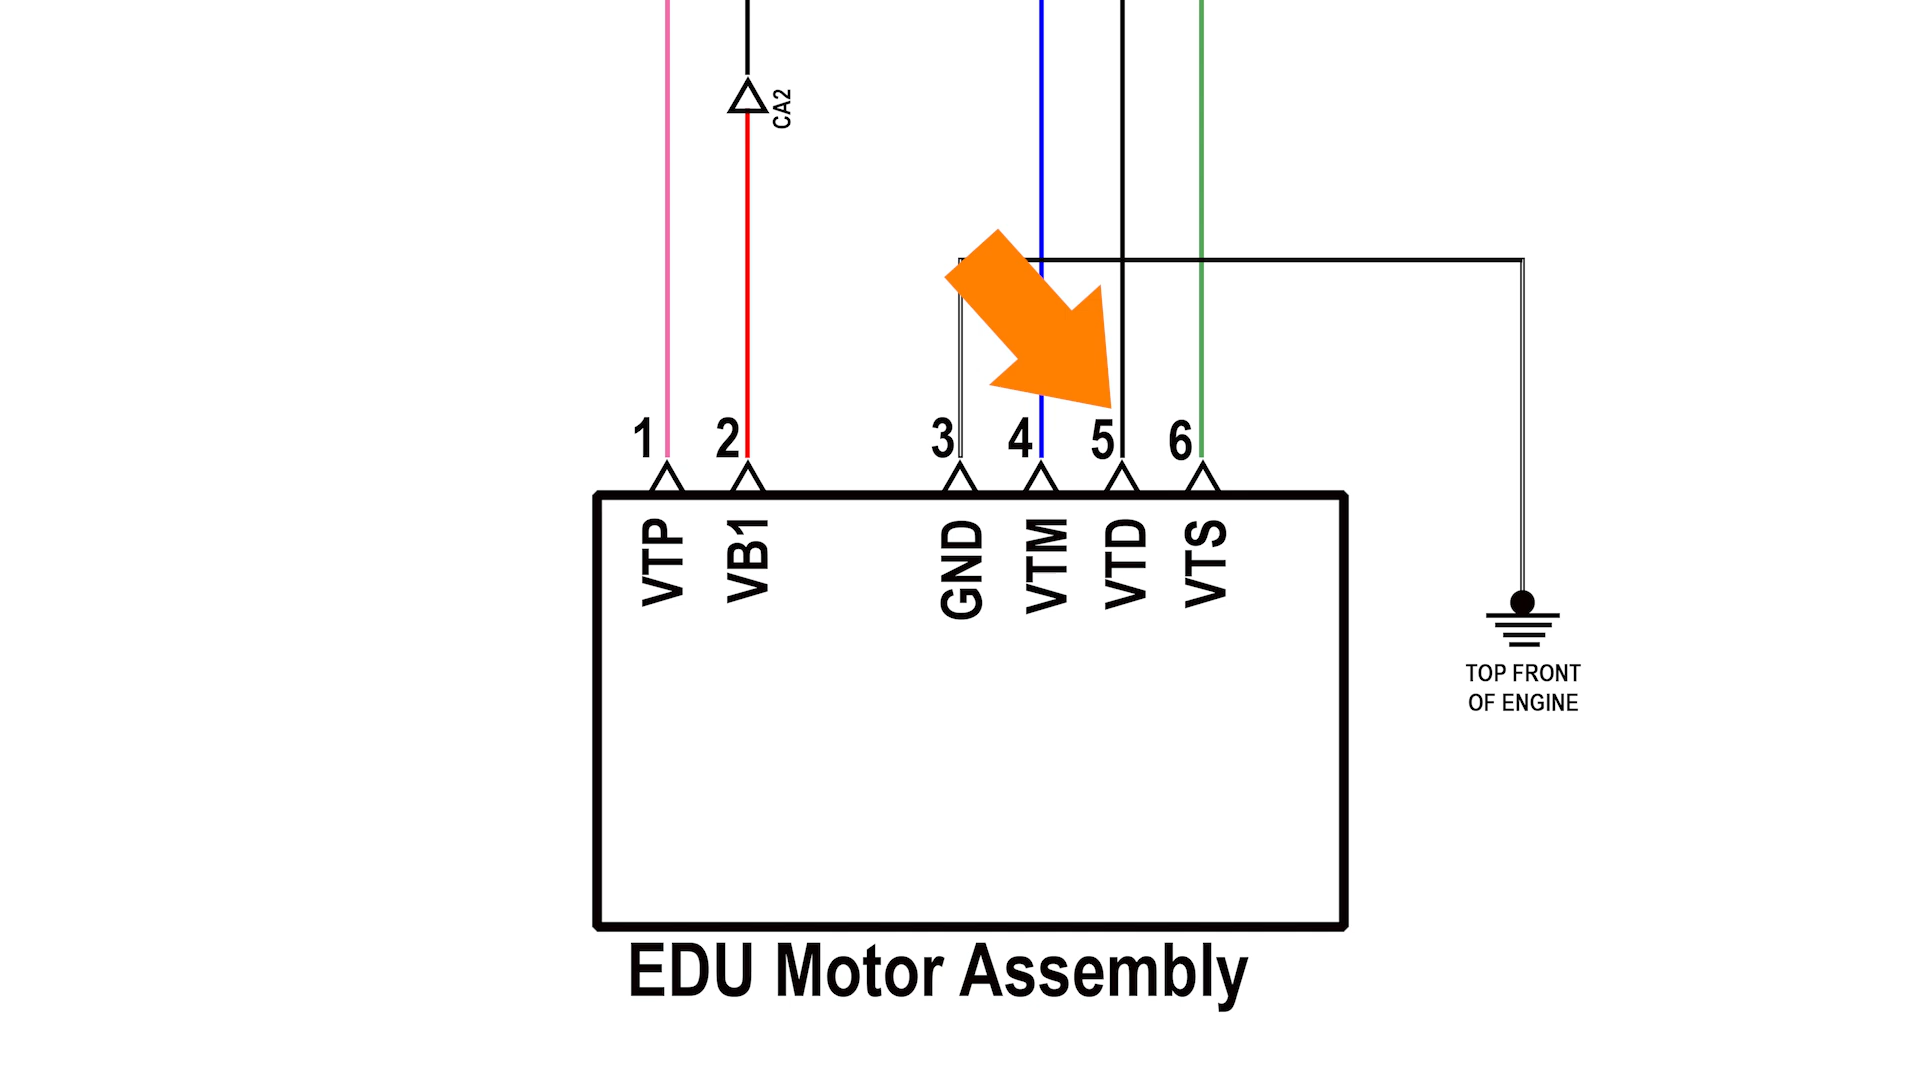 CA2
1 2 3 4 5 6
VTP VB1 GND VTM VTD VTS
TOP FRONT
OF ENGINE
EDU Motor Assembly